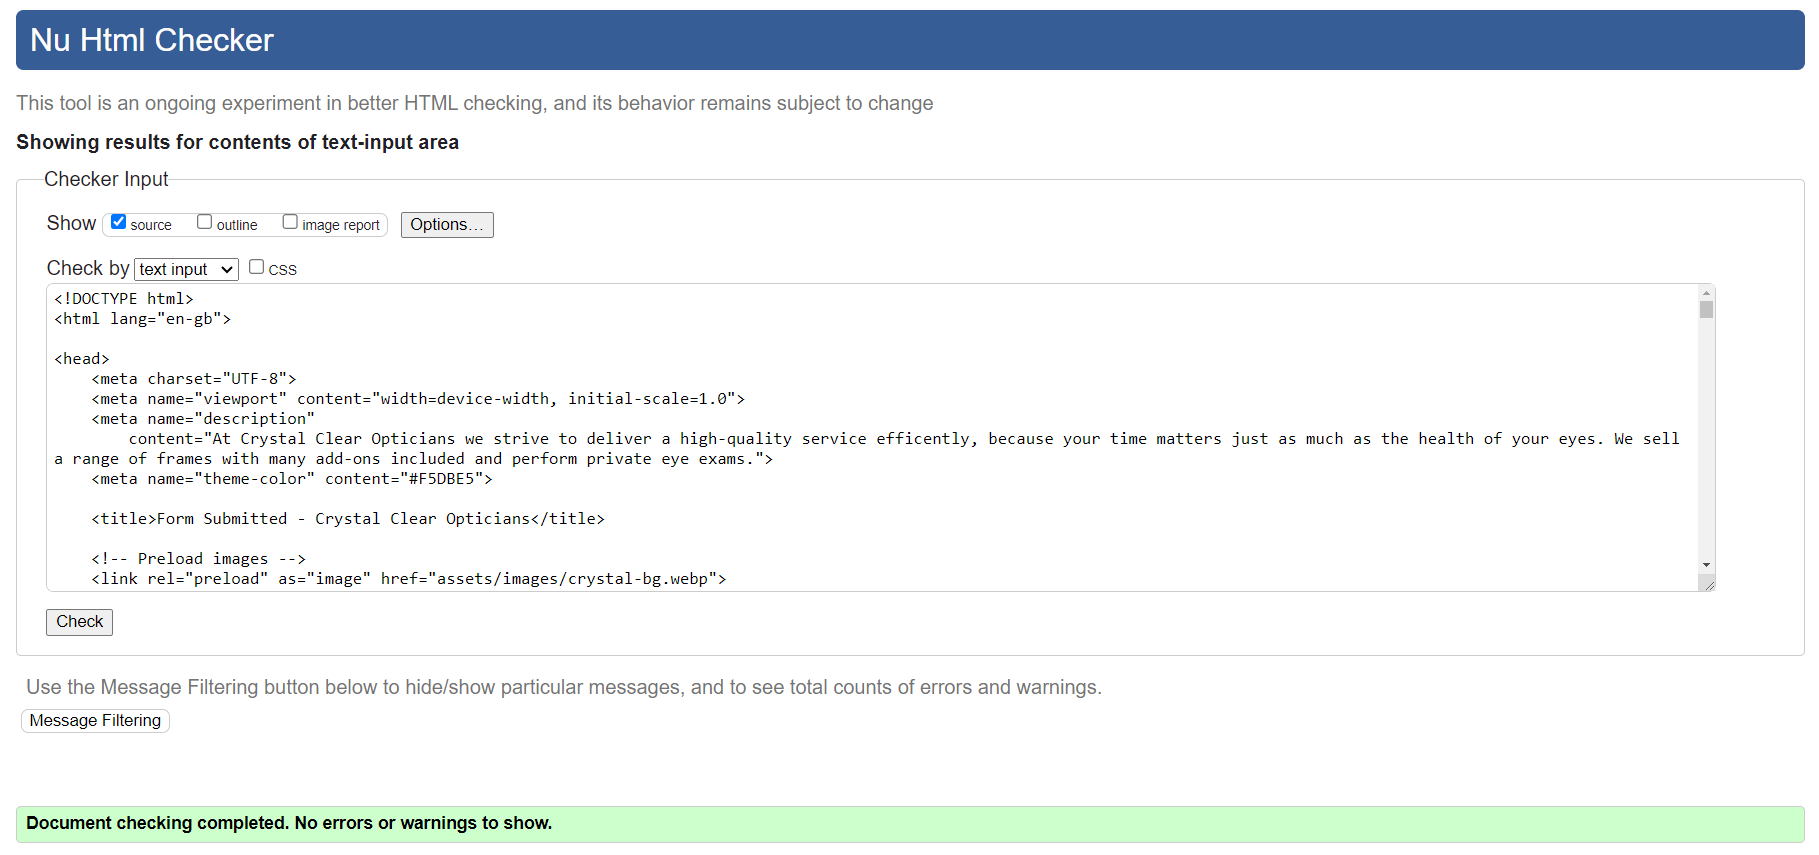 Nu Html Checker
This tool is an ongoing experiment in better HTML checking, and its behavior remains subject to change
Showing results for contents of text-input area
Checker Input
Show source outline image report Options...
Check by text input CSS
<!DOCTYPE html>
<html lang="en-gb">
<head>
    <meta charset="UTF-8">
    <meta name="viewport" content="width=device-width, initial-scale=1.0">
    <meta name="description"
        content="At Crystal Clear Opticians we strive to deliver a high-quality service efficently, because your time matters just as much as the health of your eyes. We sell
a range of frames with many add-ons included and perform private eye exams.">
    <meta name="theme-color" content="#F5DBE5">
    <title>Form Submitted - Crystal Clear Opticians</title>
    <!-- Preload images -->
    <link rel="preload" as="image" href="assets/images/crystal-bg.webp">
Check
Use the Message Filtering button below to hide/show particular messages, and to see total counts of errors and warnings.
Message Filtering
Document checking completed. No errors or warnings to show.